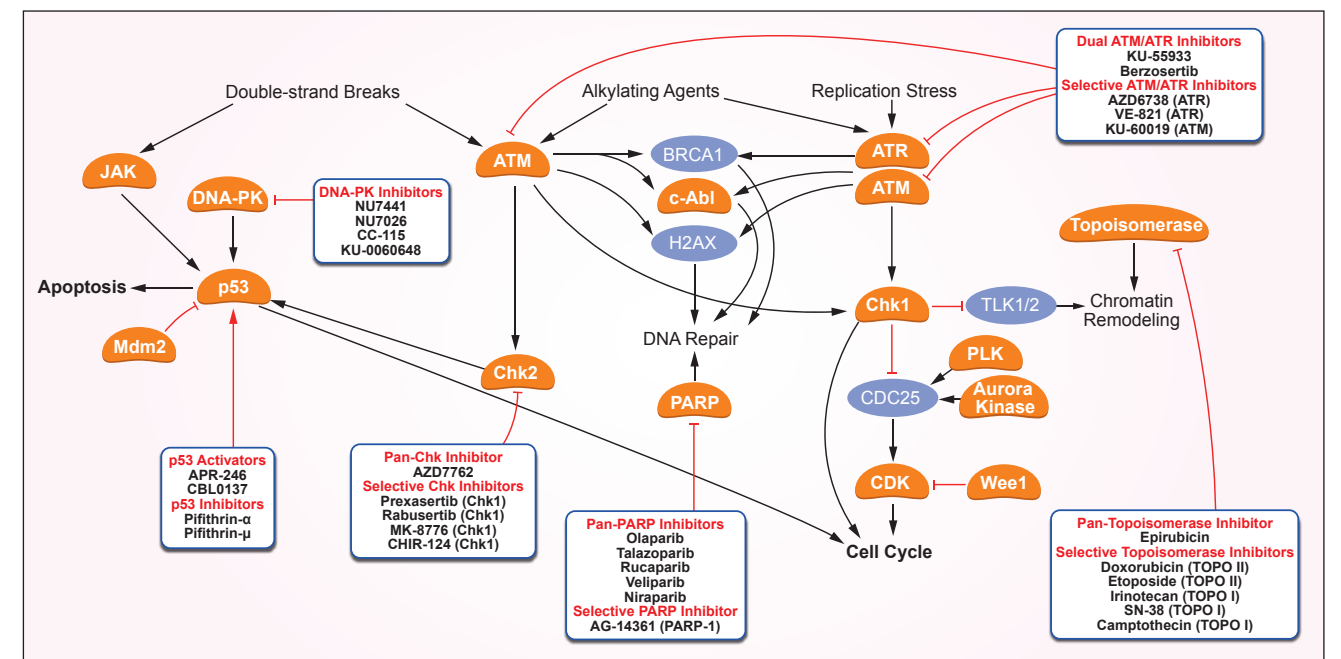 Dual ATM/ATR Inhibitors
KU-55933
Berzosertib
Selective ATM/ATR Inhibitors
AZD6738 (ATR)
VE-821 (ATR)
KU-60019 (ATM)
Double-strand Breaks
Alkylating Agents
Replication Stress
JAK
ATM
BRCA1
ATR
DNA-PK
DNA-PK Inhibitors
NU7441
NU7026
CC-115
KU-0060648
c-Abl
ATM
H2AX
Topoisomerase
Apoptosis
p53
Chk1
TLK1/2
Chromatin
Remodeling
Mdm2
DNA Repair
Chk2
PLK
CDC25
Aurora
Kinase
PARP
p53 Activators
APR-246
CBL0137
p53 Inhibitors
Pifithrin-α
Pifithrin-μ
Pan-Chk Inhibitor
AZD7762
Selective Chk Inhibitors
Prexasertib (Chk1)
Rabusertib (Chk1)
MK-8776 (Chk1)
CHIR-124 (Chk1)
CDK
Wee1
Cell Cycle
Pan-PARP Inhibitors
Olaparib
Talazoparib
Rucaparib
Veliparib
Niraparib
Selective PARP Inhibitor
AG-14361 (PARP-1)
Pan-Topoisomerase Inhibitor
Epirubicin
Selective Topoisomerase Inhibitors
Doxorubicin (TOPO II)
Etoposide (TOPO II)
Irinotecan (TOPO I)
SN-38 (TOPO I)
Camptothecin (TOPO I)